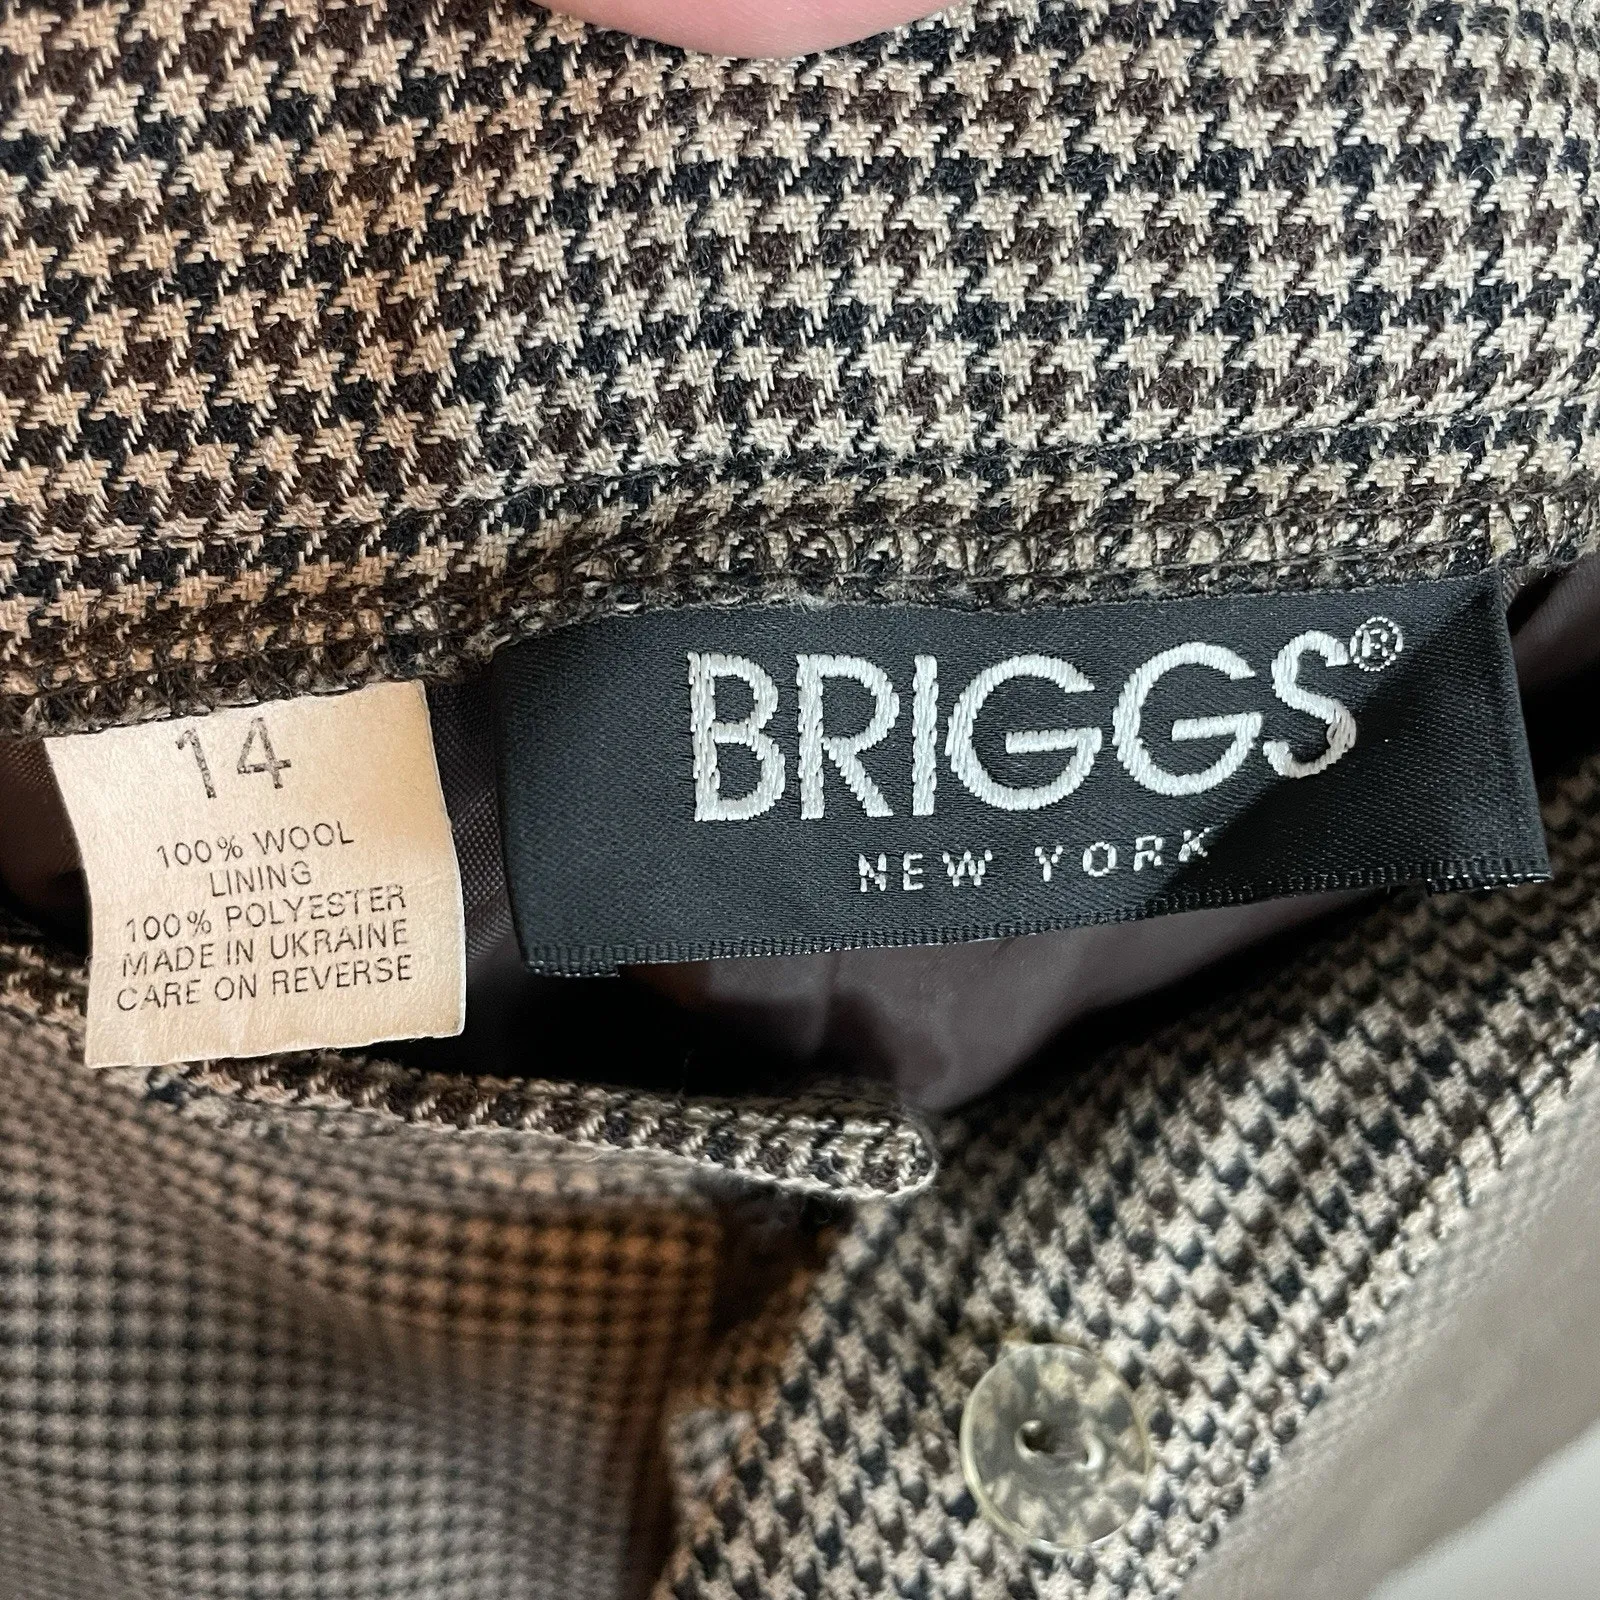 BRIGGS®
NEW YORK
14
100% WOOL
LINING
100% POLYESTER
MADE IN UKRAINE
CARE ON REVERSE